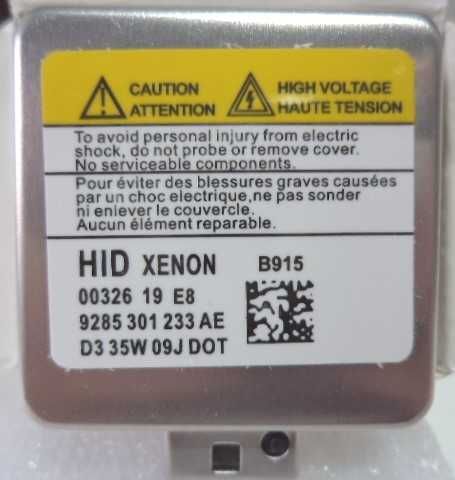 CAUTION
ATTENTION
HIGH VOLTAGE
HAUTE TENSION
To avoid personal injury from electric
shock, do not probe or remove cover.
No serviceable components.
Pour éviter des blessures graves causées
par un choc electrique,ne pas sonder
ni enlever le couvercle.
Aucun élément reparable.
HID XENON B915
00326 19 E8
9285 301 233 AE
D3 35W 09J DOT